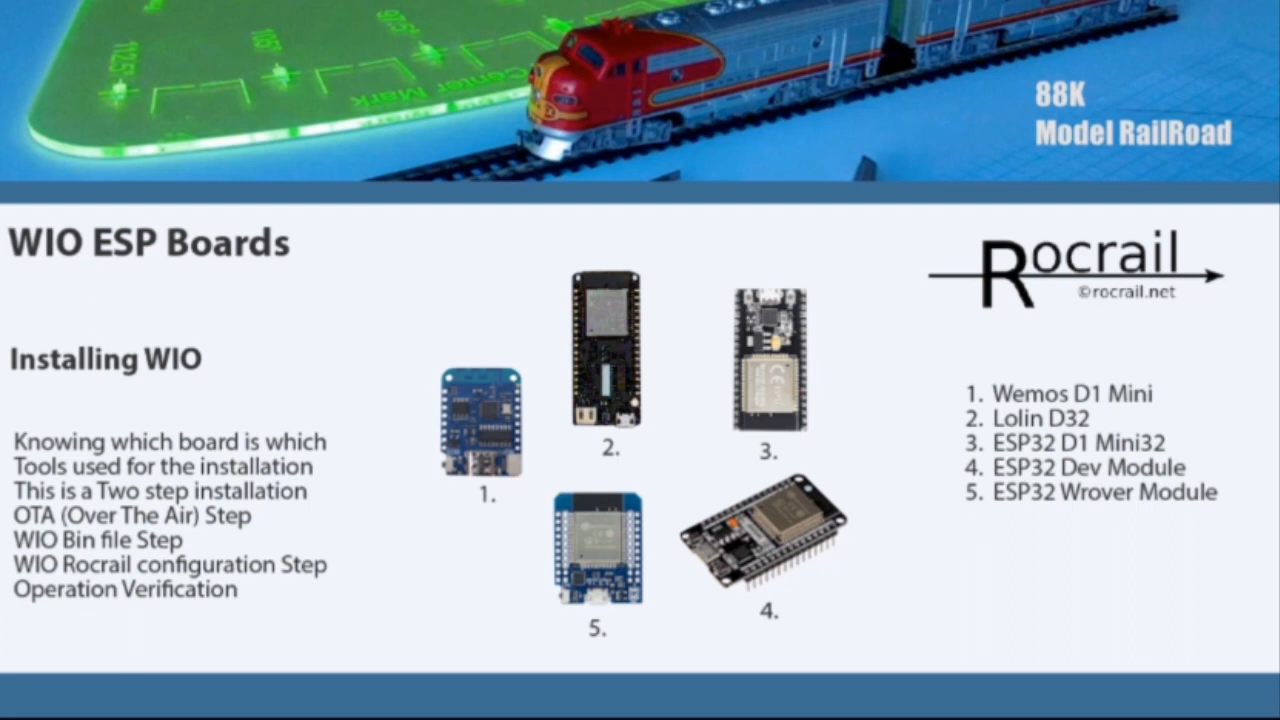 88K
Model RailRoad
WIO ESP Boards
Rocrail
©rocrail.net
Installing WIO
Knowing which board is which
Tools used for the installation
This is a Two step installation
OTA (Over The Air) Step
WIO Bin file Step
WIO Rocrail configuration Step
Operation Verification
1.
2.
3.
4.
5.
1. Wemos D1 Mini
2. Lolin D32
3. ESP32 D1 Mini32
4. ESP32 Dev Module
5. ESP32 Wrover Module
Center
Mark